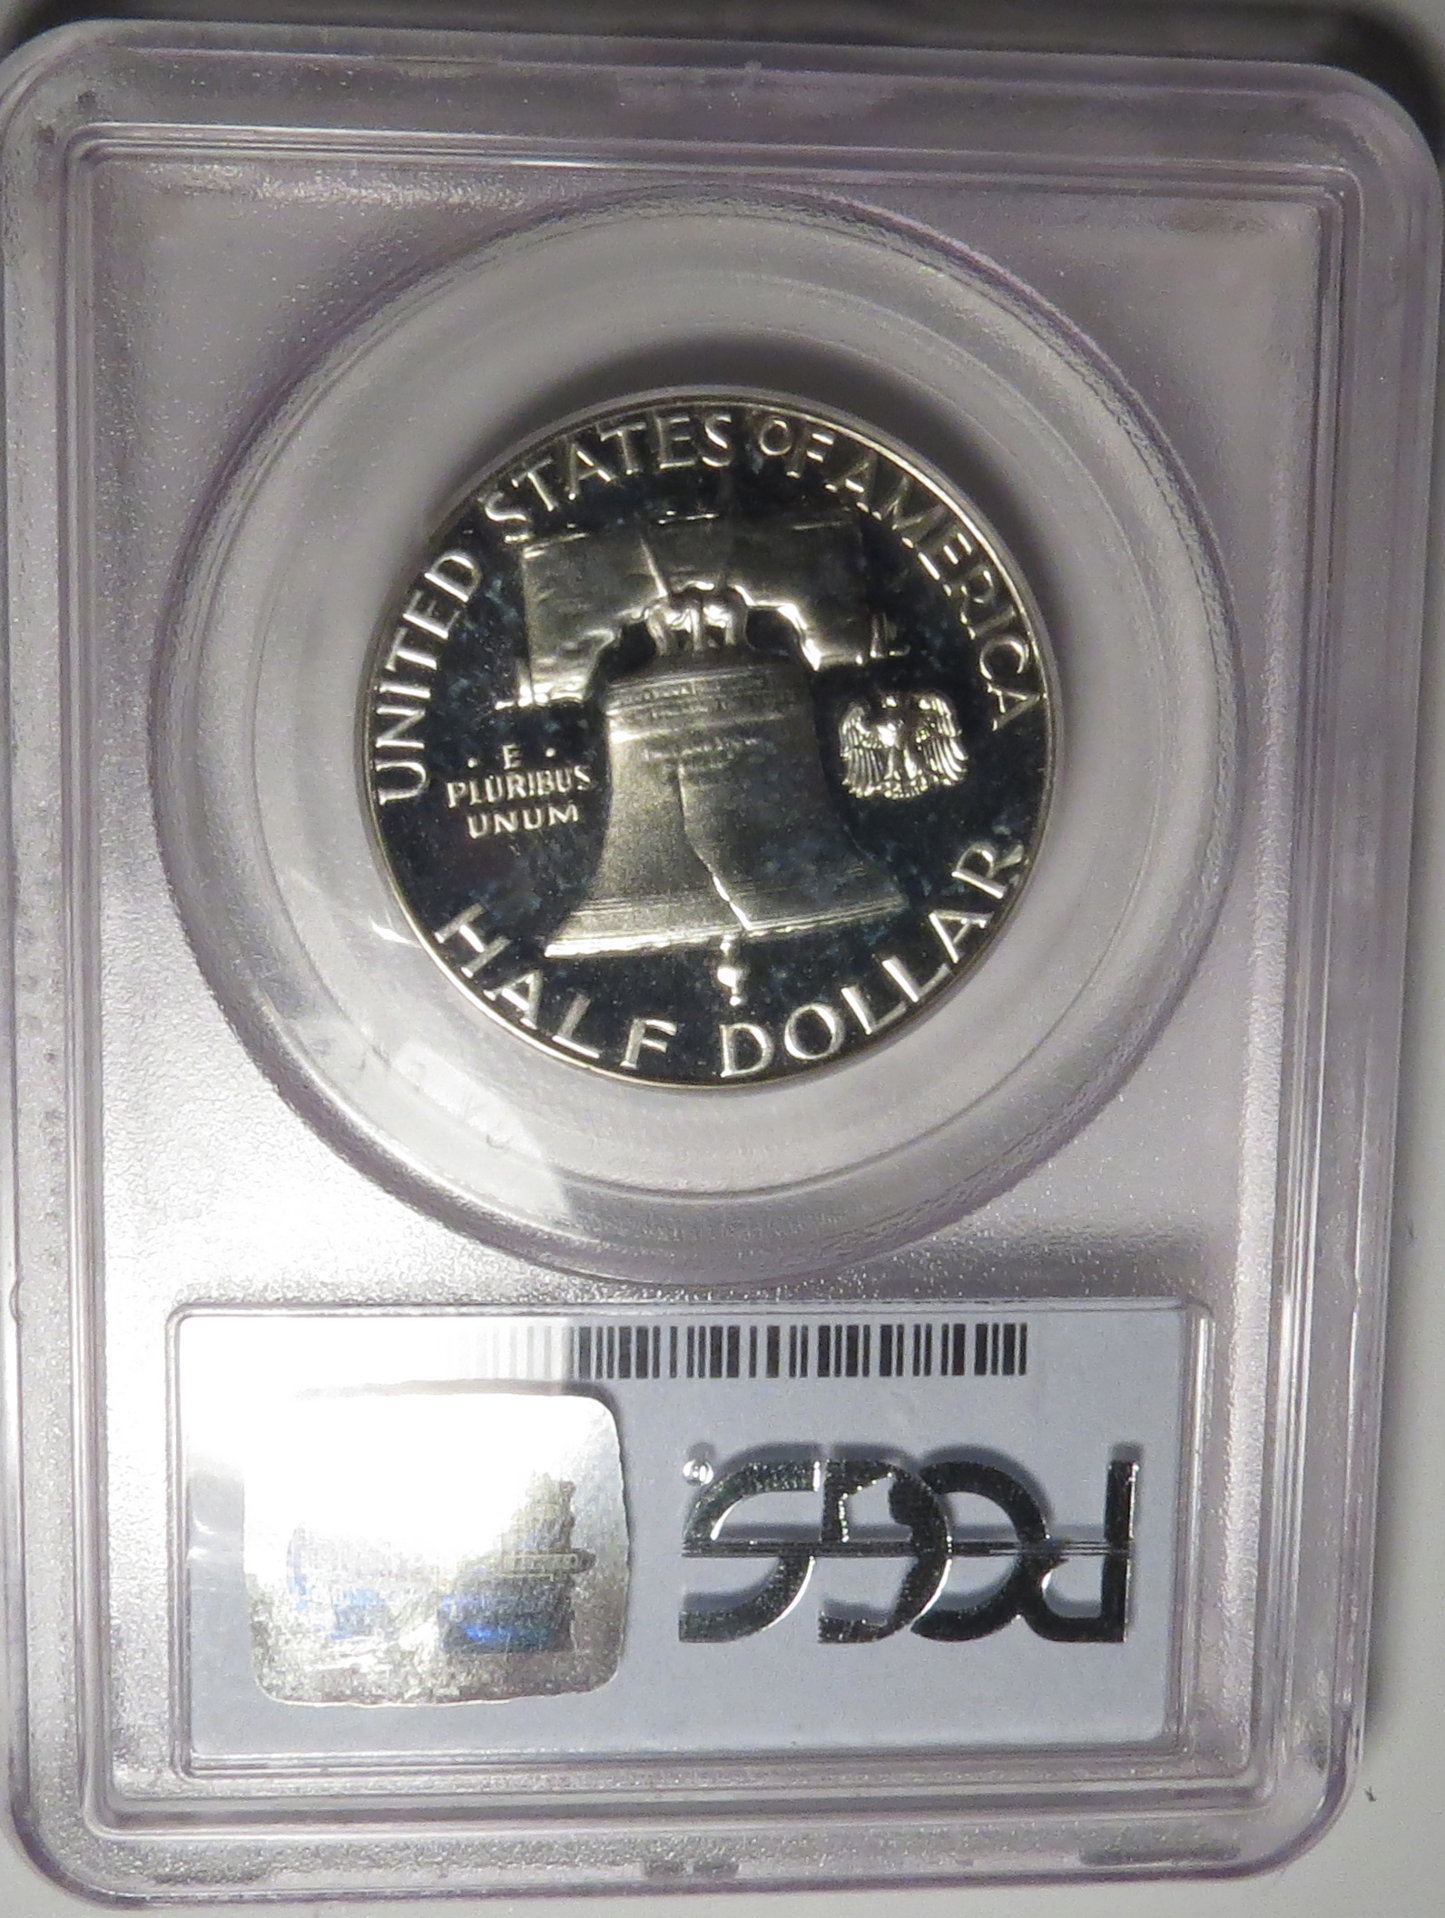 UNITED STATES OF AMERICA
· E ·
PLURIBUS
UNUM
HALF DOLLAR
PCGS